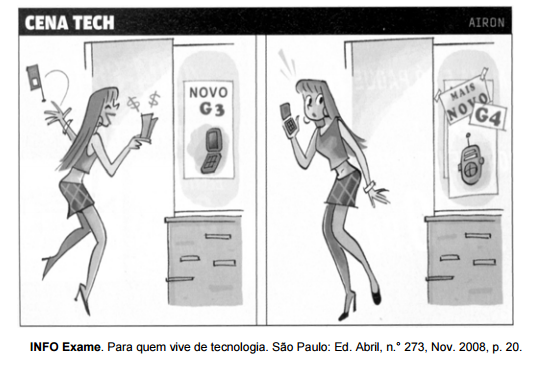 CENA TECH
AIRON
NOVO
G3
MAIS
NOVO
G4
INFO Exame. Para quem vive de tecnologia. São Paulo: Ed. Abril, n.° 273, Nov. 2008, p. 20.